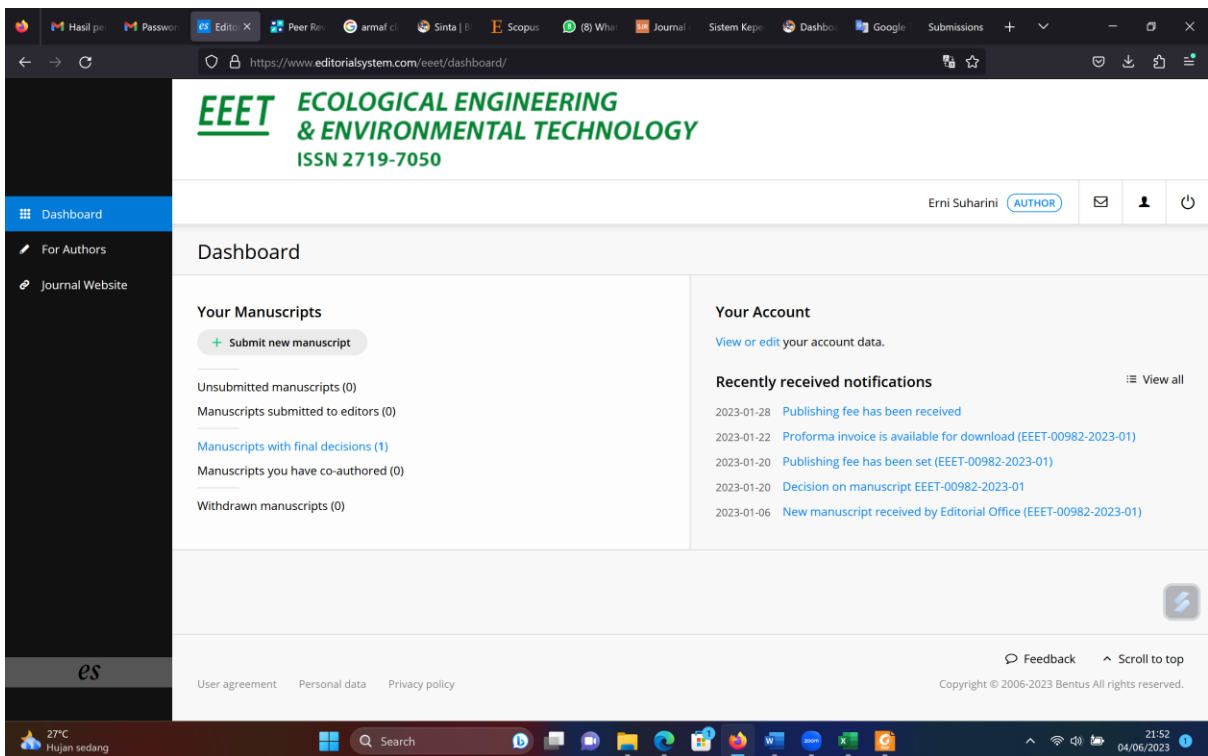 Hasil pe
Passwor
es Edito
Peer Rev
armaf cl
Sinta | B
Scopus
(8) What
SJR Journal
Sistem Kepe
Dashboa
Google
Submissions
https://www.editorialsystem.com/eeet/dashboard/
EEET ECOLOGICAL ENGINEERING
& ENVIRONMENTAL TECHNOLOGY
ISSN 2719-7050
Erni Suharini AUTHOR
Dashboard
For Authors
Journal Website
Dashboard
Your Manuscripts
+ Submit new manuscript
Unsubmitted manuscripts (0)
Manuscripts submitted to editors (0)
Manuscripts with final decisions (1)
Manuscripts you have co-authored (0)
Withdrawn manuscripts (0)
Your Account
View or edit your account data.
Recently received notifications
View all
2023-01-28 Publishing fee has been received
2023-01-22 Proforma invoice is available for download (EEET-00982-2023-01)
2023-01-20 Publishing fee has been set (EEET-00982-2023-01)
2023-01-20 Decision on manuscript EEET-00982-2023-01
2023-01-06 New manuscript received by Editorial Office (EEET-00982-2023-01)
Feedback
Scroll to top
es
User agreement Personal data Privacy policy
Copyright © 2006-2023 Bentus All rights reserved.
27°C
Hujan sedang
Search
21:52
04/06/2023